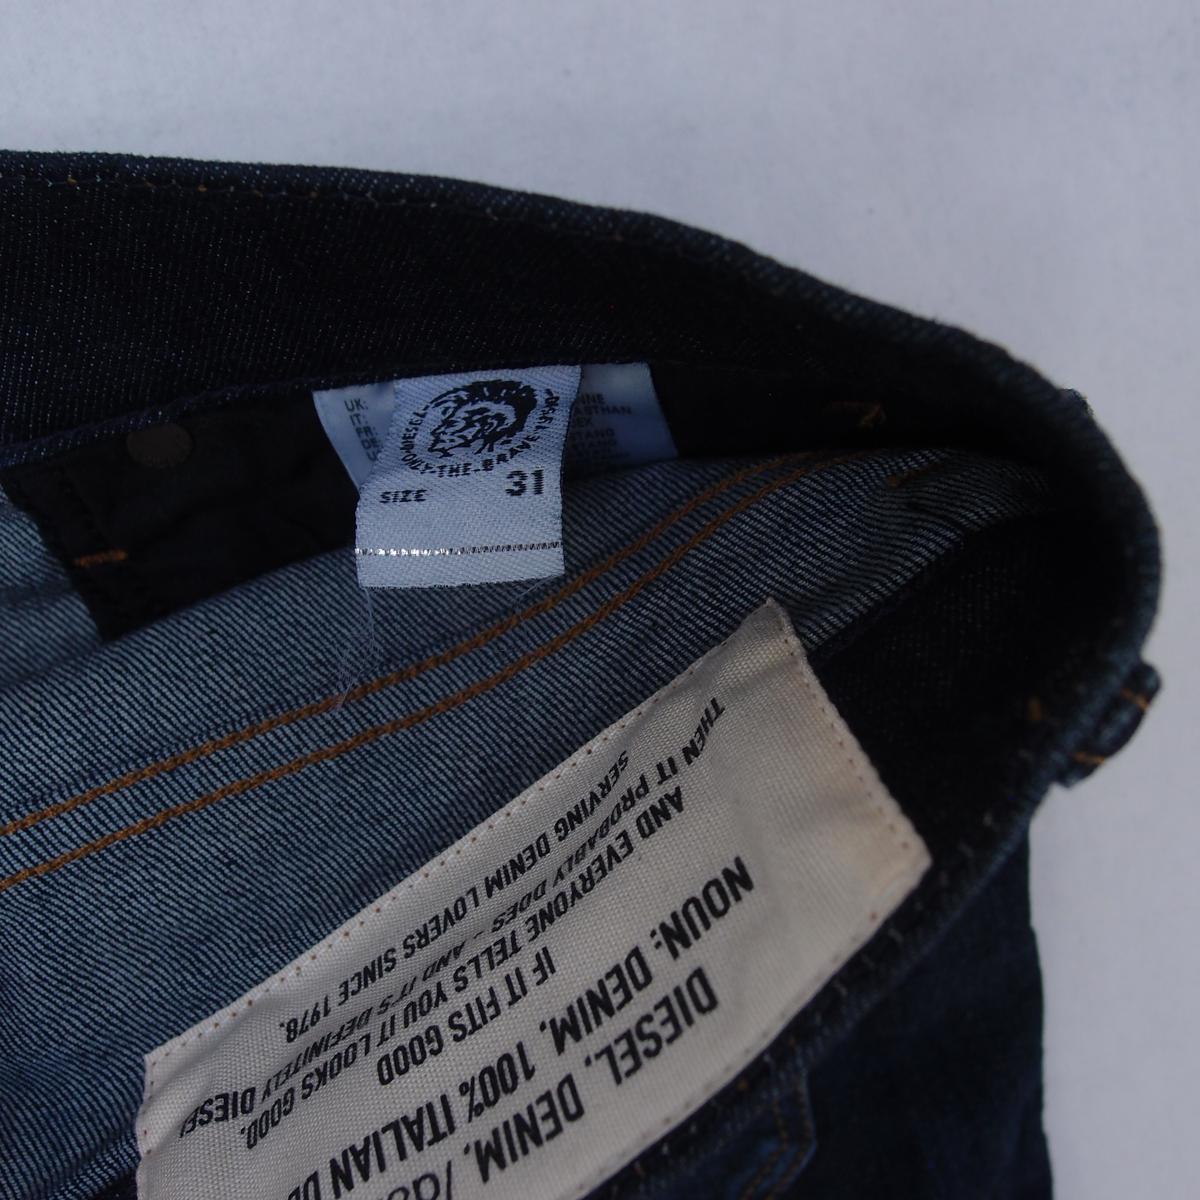 UK:
IT:
FR:
DE:
DIESEL
ONLY-THE-BRAVE
SIZE 31
DIESEL. DENIM.
NOUN: DENIM. 100% ITALIAN
IF IT FITS GOOD
AND EVERYONE TELLS YOU IT LOOKS GOOD.
THEN IT PROBABLY DOES - AND IT'S DEFINITELY DIESEL
SERVING DENIM LOVERS SINCE 1978.